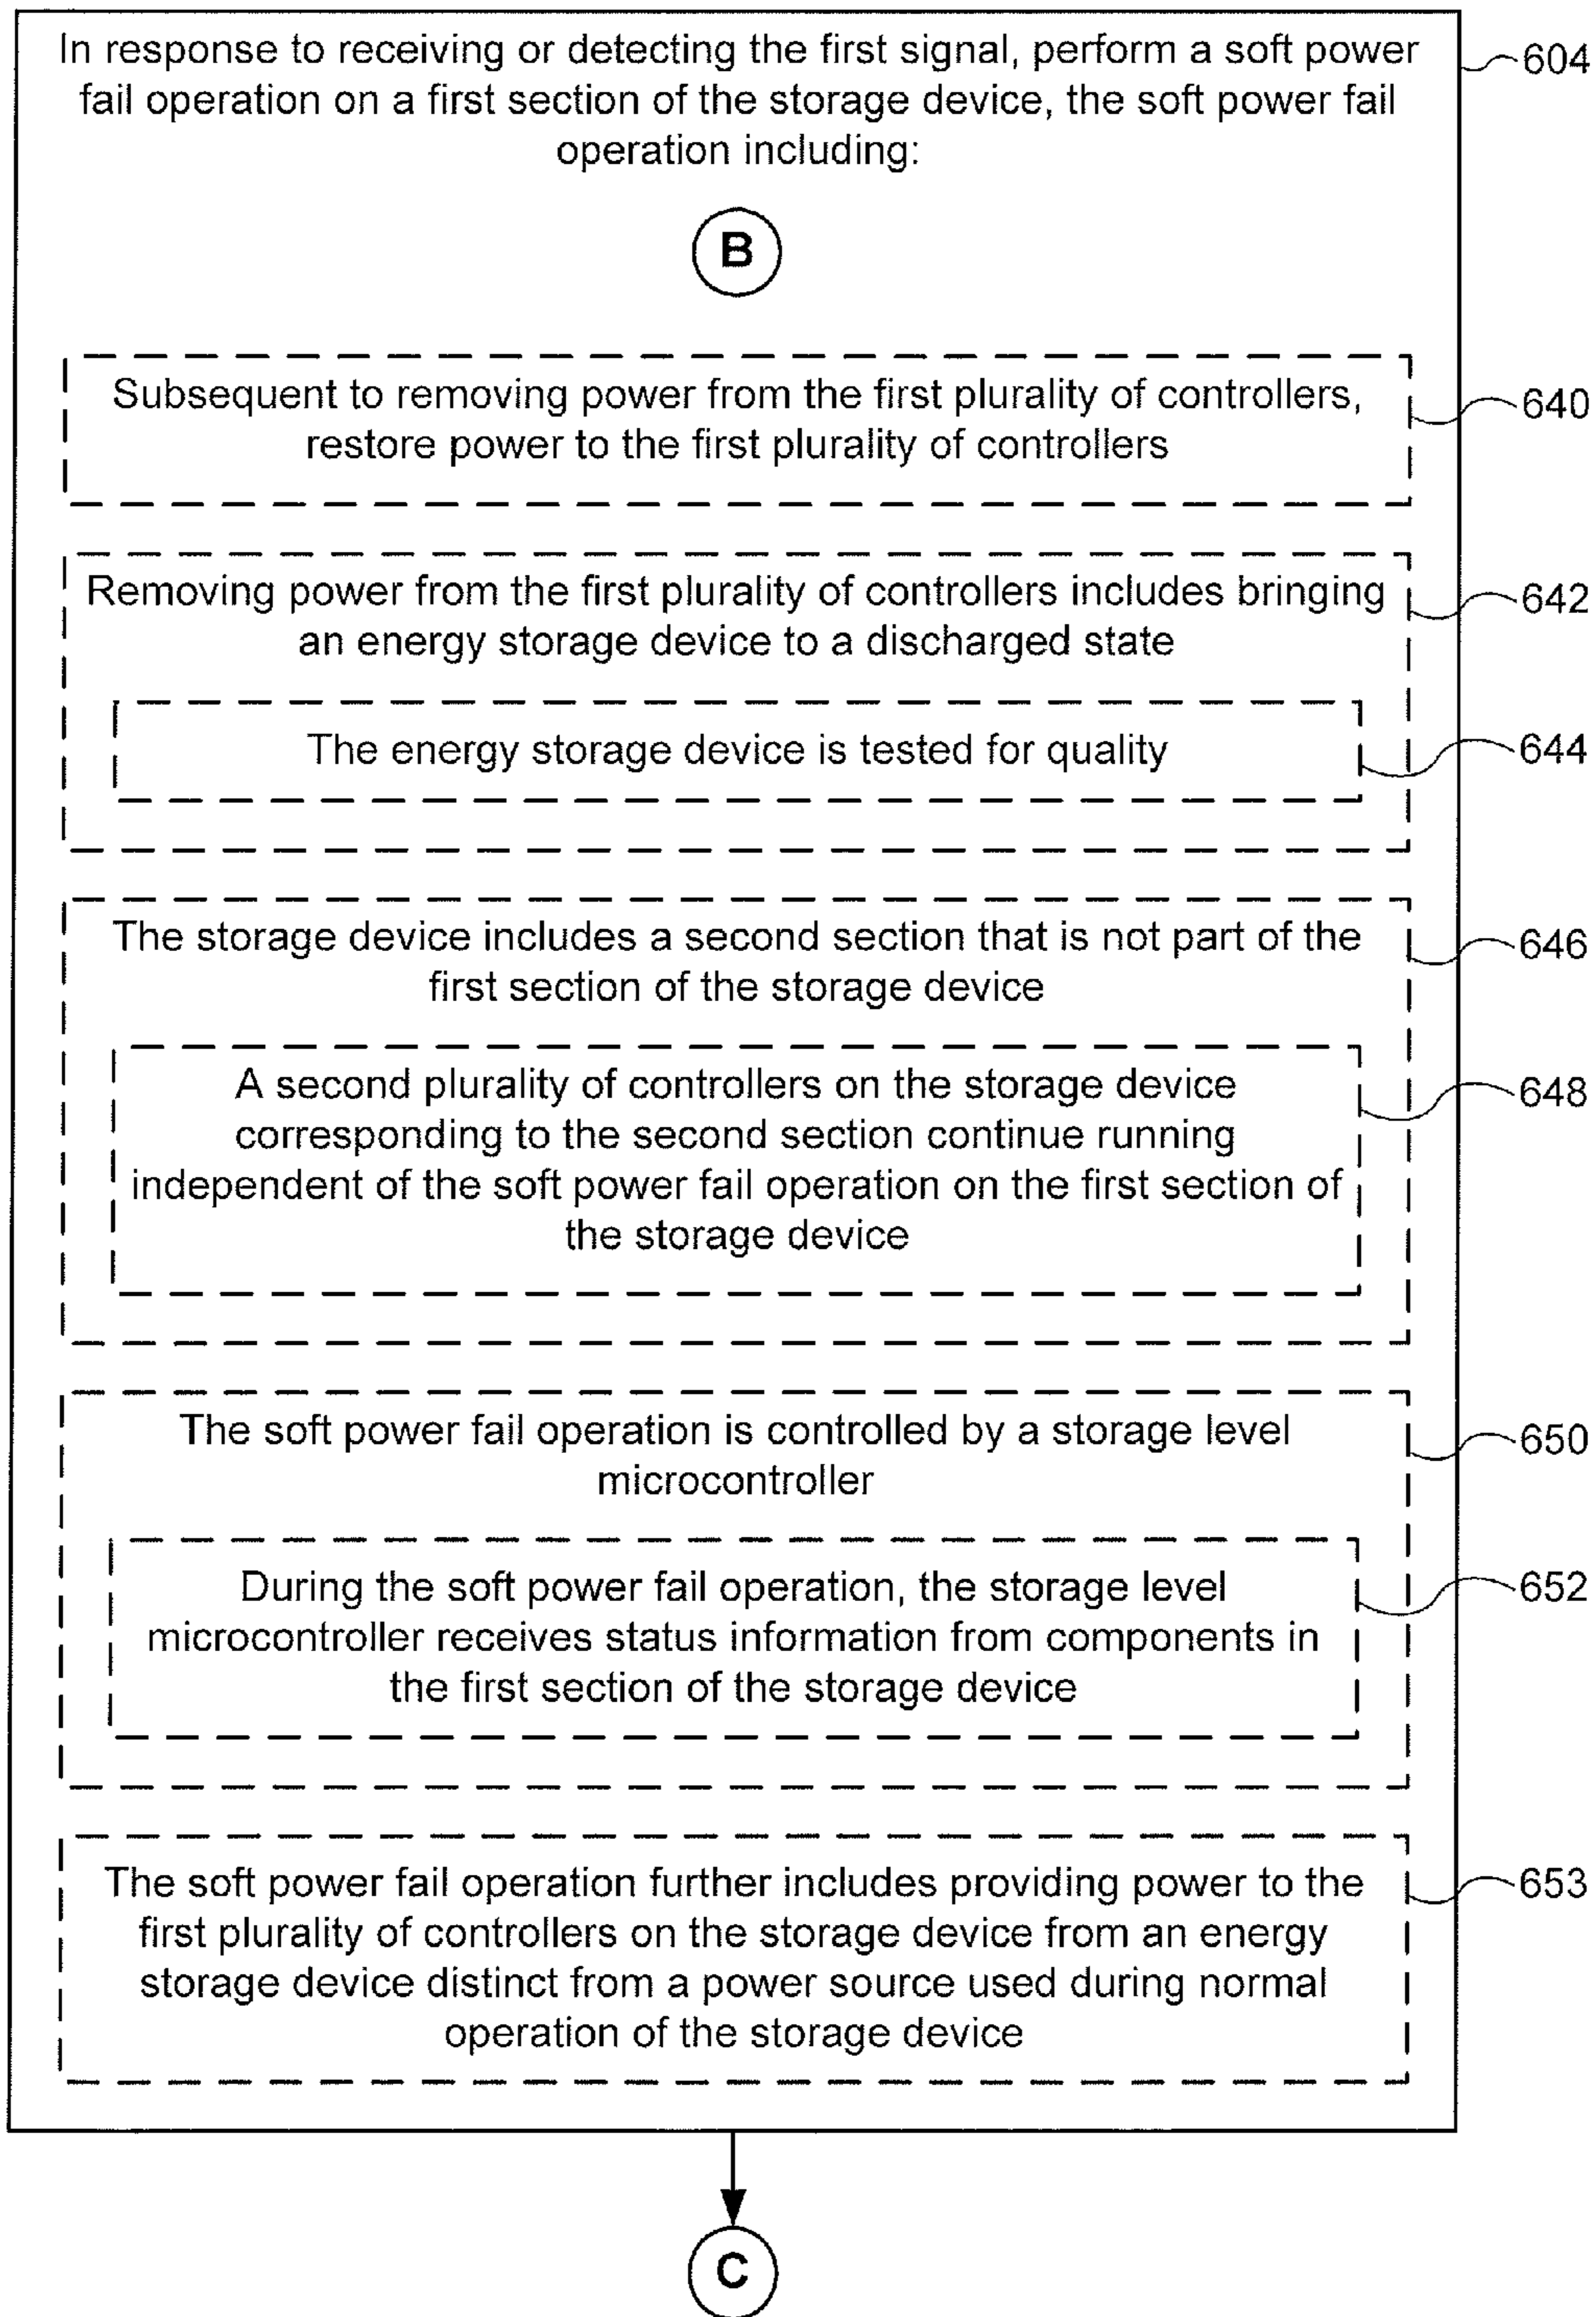 In response to receiving or detecting the first signal, perform a soft power
fail operation on a first section of the storage device, the soft power fail
operation including:
604
B
Subsequent to removing power from the first plurality of controllers,
restore power to the first plurality of controllers
640
Removing power from the first plurality of controllers includes bringing
an energy storage device to a discharged state
642
The energy storage device is tested for quality
644
The storage device includes a second section that is not part of the
first section of the storage device
646
A second plurality of controllers on the storage device
corresponding to the second section continue running
independent of the soft power fail operation on the first section of
the storage device
648
The soft power fail operation is controlled by a storage level
microcontroller
650
During the soft power fail operation, the storage level
microcontroller receives status information from components in
the first section of the storage device
652
The soft power fail operation further includes providing power to the
first plurality of controllers on the storage device from an energy
storage device distinct from a power source used during normal
operation of the storage device
653
C